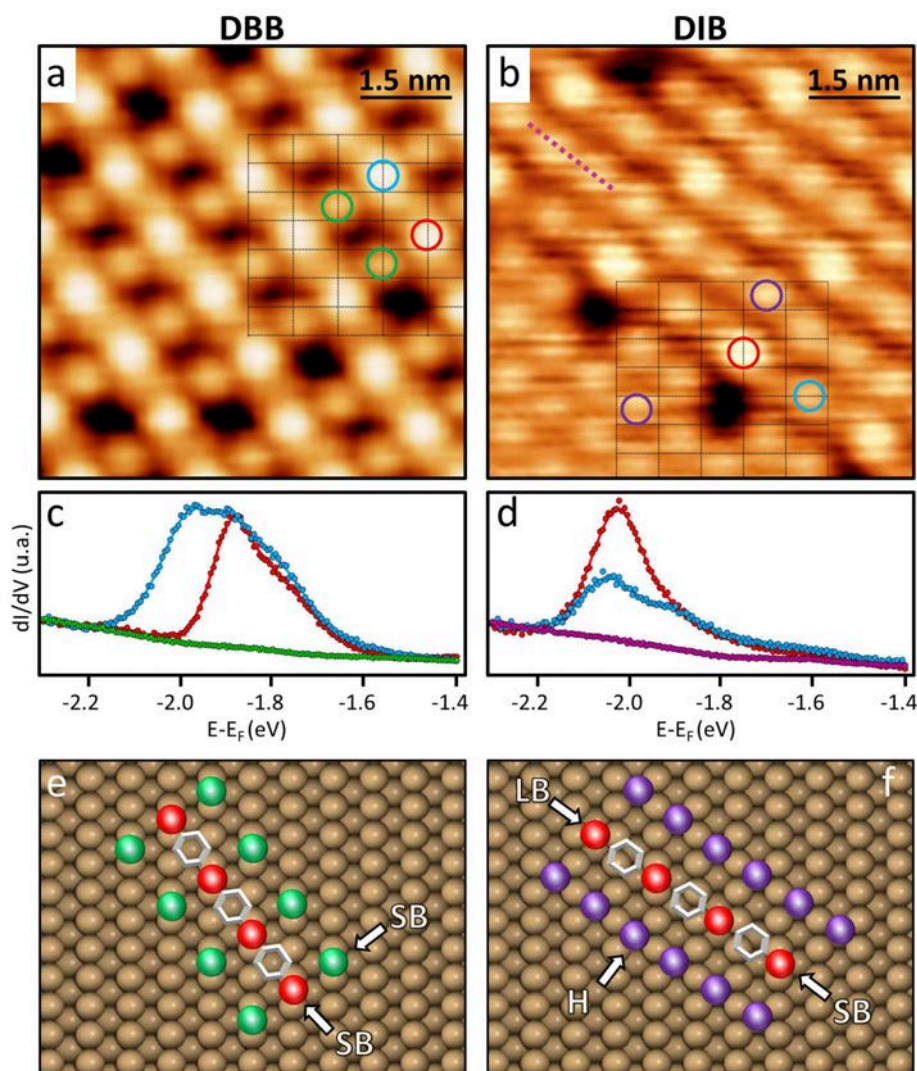 DBB
DIB
a
1.5 nm
b
1.5 nm
c
d
dI/dV (u.a.)
-2.2
-2.0
-1.8
-1.6
-1.4
-2.2
-2.0
-1.8
-1.6
-1.4
E-E_F (eV)
E-E_F (eV)
e
SB
SB
f
LB
H
SB